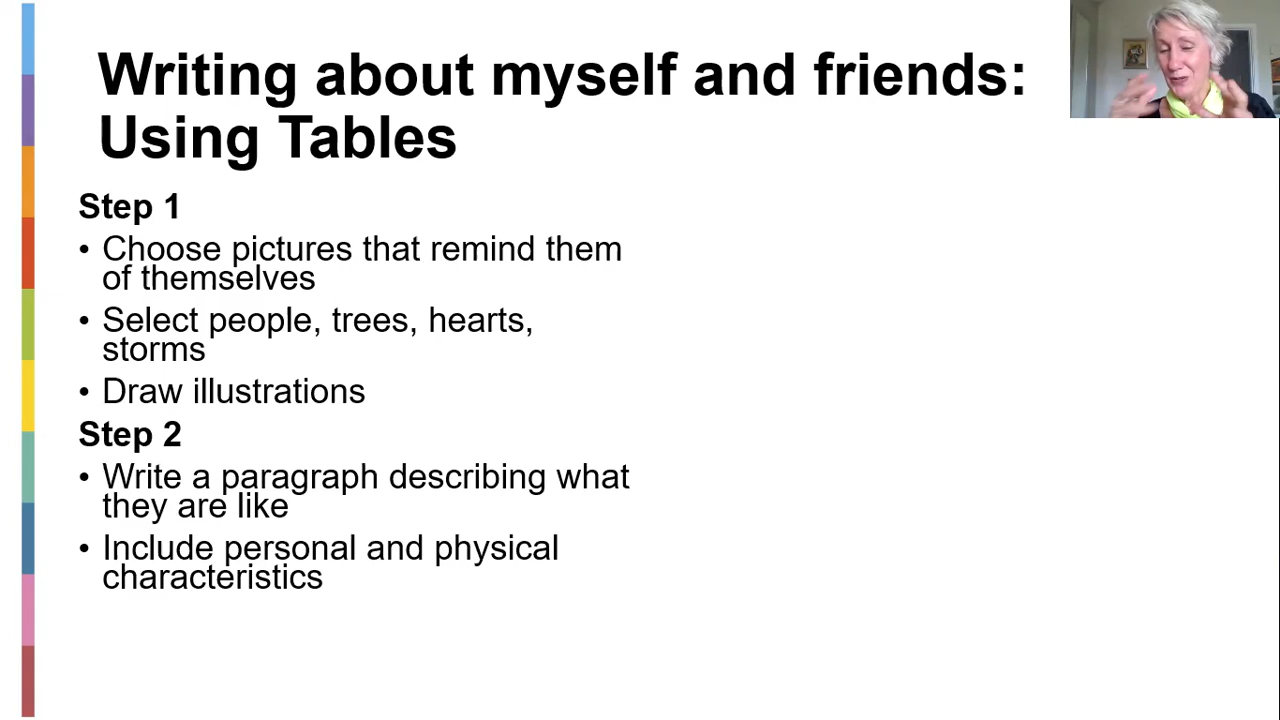 Writing about myself and friends:
Using Tables
Step 1
• Choose pictures that remind them
of themselves
• Select people, trees, hearts,
storms
• Draw illustrations
Step 2
• Write a paragraph describing what
they are like
• Include personal and physical
characteristics